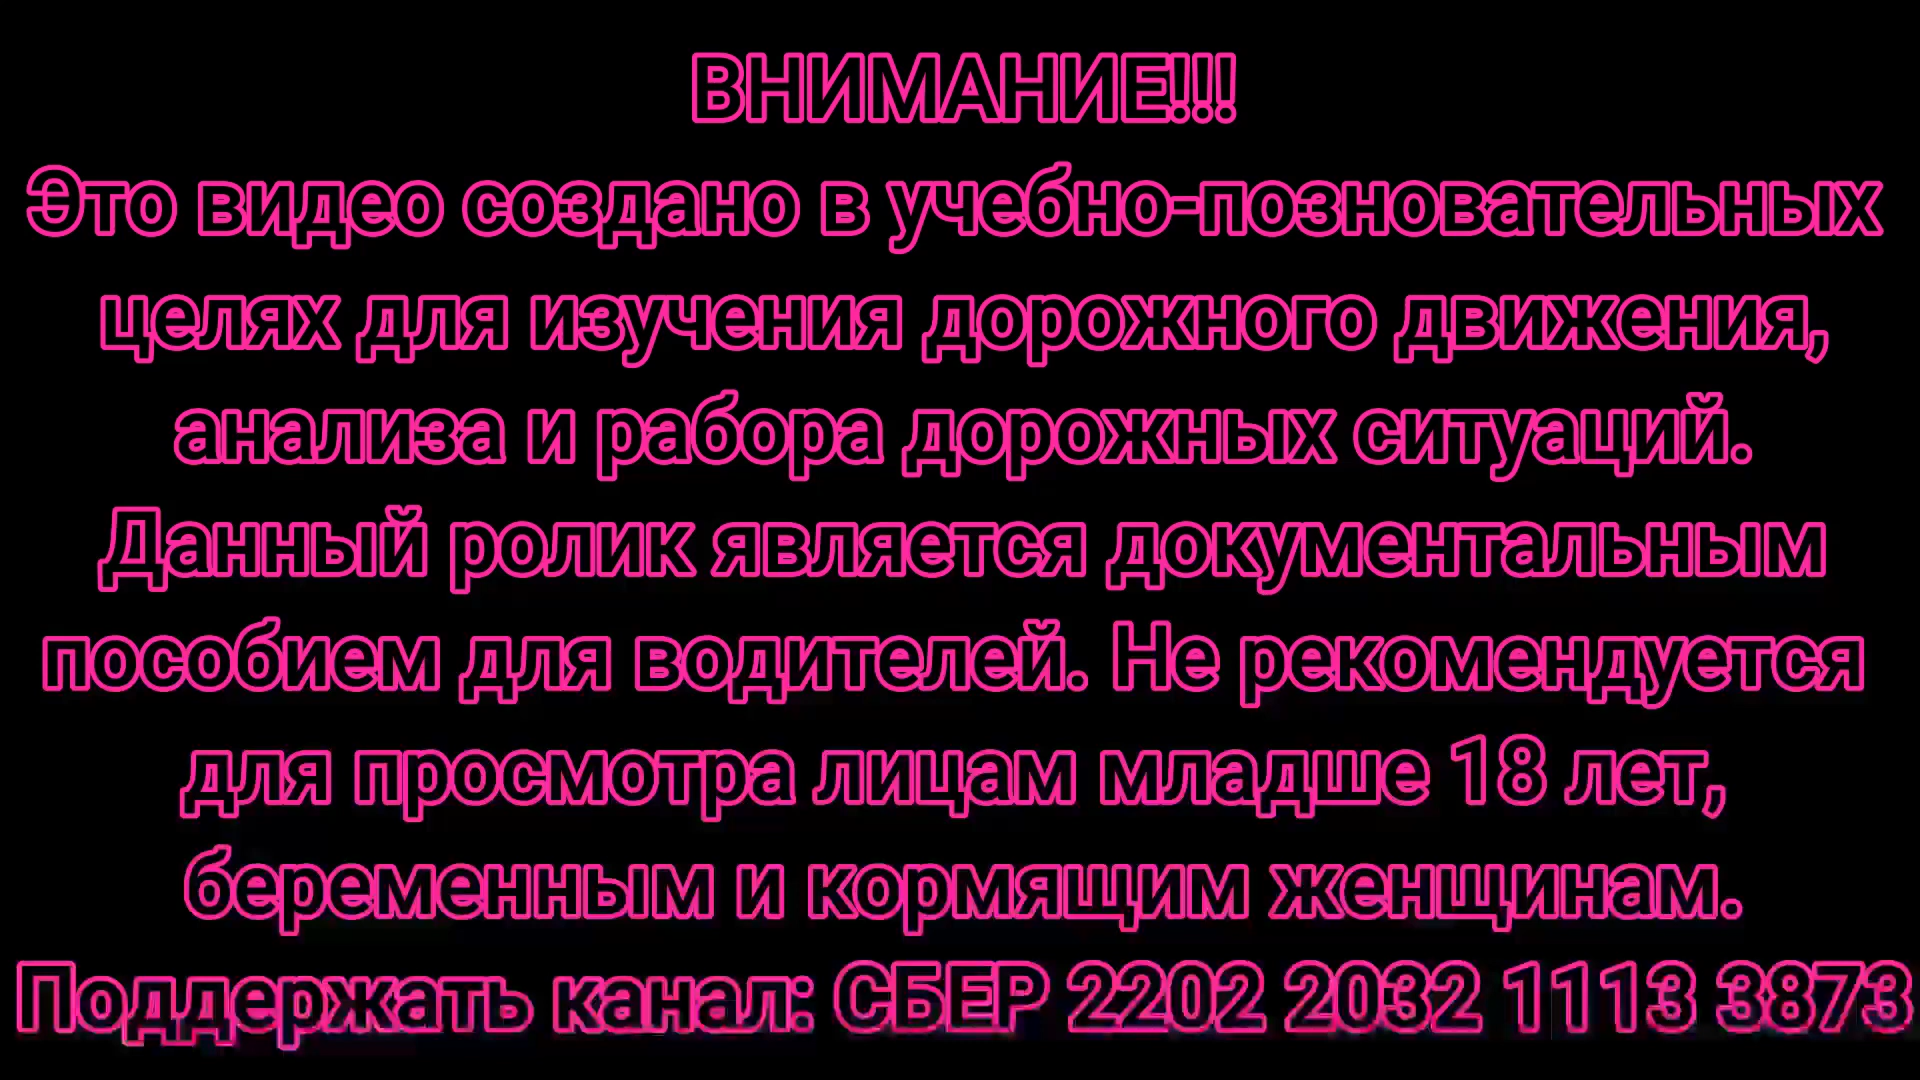 ВНИМАНИЕ!!!
Это видео создано в учебно-позновательных
целях для изучения дорожного движения,
анализа и рабора дорожных ситуаций.
Данный ролик является документальным
пособием для водителей. Не рекомендуется
для просмотра лицам младше 18 лет,
беременным и кормящим женщинам.
Поддержать канал: СБЕР 2202 2032 1113 3873